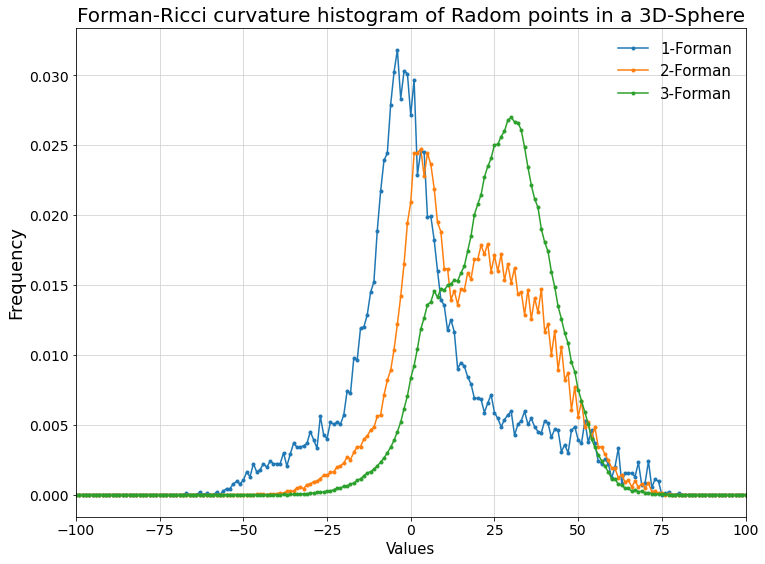 Forman-Ricci curvature histogram of Radom points in a 3D-Sphere
1-Forman
2-Forman
3-Forman
Frequency
0.030
0.025
0.020
0.015
0.010
0.005
0.000
−100
−75
−50
−25
0
25
50
75
100
Values